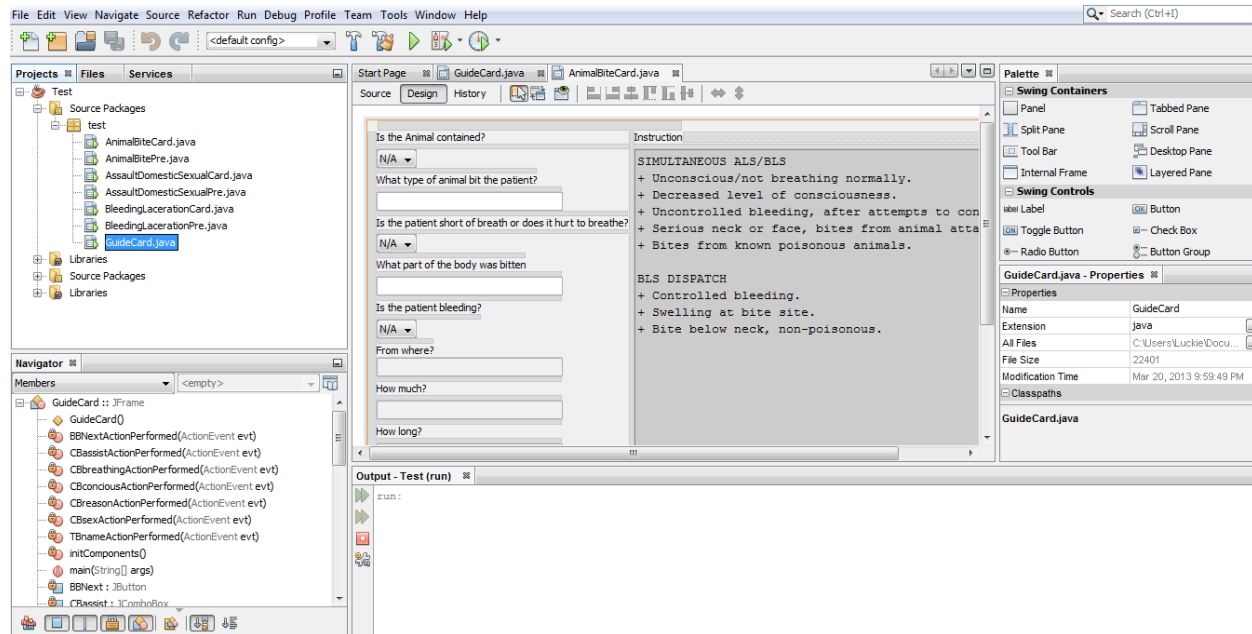 File Edit View Navigate Source Refactor Run Debug Profile Team Tools Window Help
Search (Ctrl+I)
<default config>
Projects Files Services
Test
Source Packages
test
AnimalBiteCard.java
AnimalBitePre.java
AssaultDomesticSexualCard.java
AssaultDomesticSexualPre.java
BleedingLacerationCard.java
BleedingLacerationPre.java
GuideCard.java
Libraries
Source Packages
Libraries
Navigator
Members <empty>
GuideCard :: JFrame
GuideCard()
BBNextActionPerformed(ActionEvent evt)
CBassistActionPerformed(ActionEvent evt)
CBbreathingActionPerformed(ActionEvent evt)
CBconciousActionPerformed(ActionEvent evt)
CBreasonActionPerformed(ActionEvent evt)
CBsexActionPerformed(ActionEvent evt)
TBnameActionPerformed(ActionEvent evt)
initComponents()
main(String[] args)
BBNext : JButton
CBassist : JComboBox
Start Page GuideCard.java AnimalBiteCard.java
Source Design History
Is the Animal contained?
N/A
What type of animal bit the patient?
Is the patient short of breath or does it hurt to breathe?
N/A
What part of the body was bitten
Is the patient bleeding?
N/A
From where?
How much?
How long?
Instruction
SIMULTANEOUS ALS/BLS
+ Unconscious/not breathing normally.
+ Decreased level of consciousness.
+ Uncontrolled bleeding, after attempts to con
+ Serious neck or face, bites from animal atta
+ Bites from known poisonous animals.
BLS DISPATCH
+ Controlled bleeding.
+ Swelling at bite site.
+ Bite below neck, non-poisonous.
Output - Test (run)
run:
Palette
Swing Containers
Panel Tabbed Pane
Split Pane Scroll Pane
Tool Bar Desktop Pane
Internal Frame Layered Pane
Swing Controls
label Label OK Button
ON Toggle Button Check Box
Radio Button Button Group
GuideCard.java - Properties
Properties
Name GuideCard
Extension java
All Files C:\Users\Luckie\Docu...
File Size 22401
Modification Time Mar 20, 2013 9:59:49 PM
Classpaths
GuideCard.java